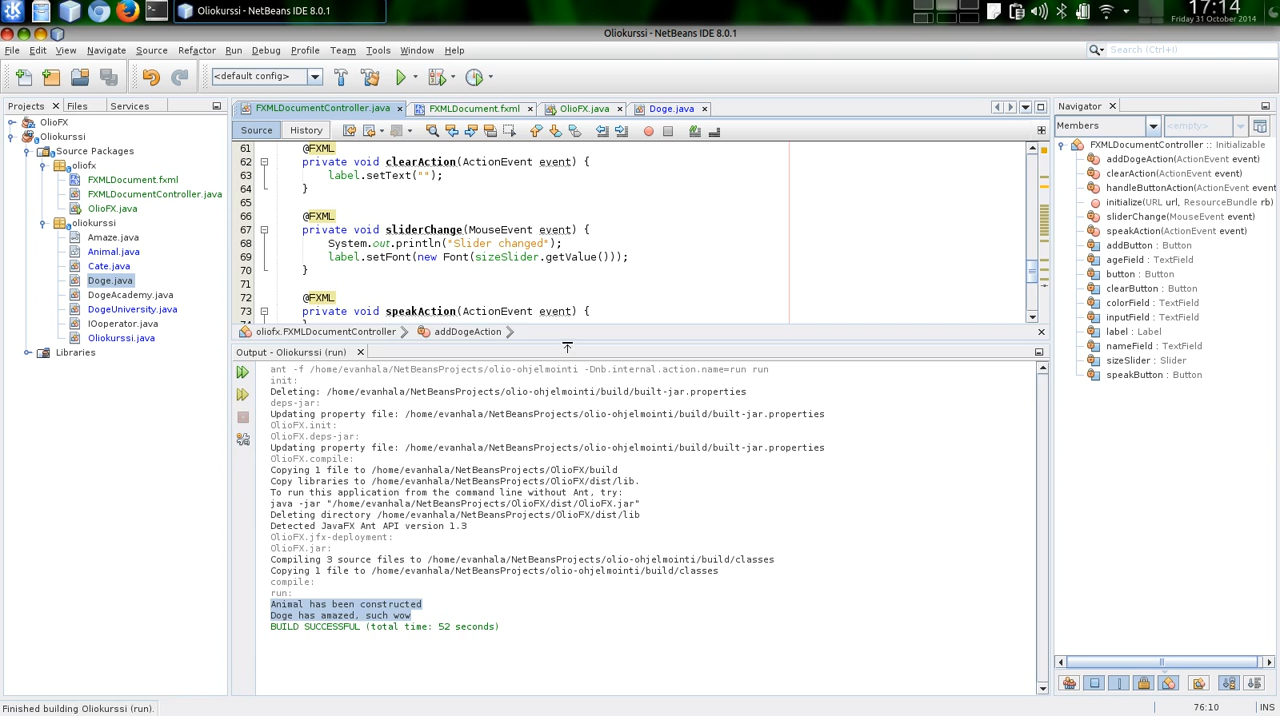 Oliokurssi - NetBeans IDE 8.0.1
17:14
Friday 31 October 2014
Oliokurssi - NetBeans IDE 8.0.1
File Edit View Navigate Source Refactor Run Debug Profile Team Tools Window Help
Search (Ctrl+I)
<default config>
Projects Files Services
FXMLDocumentController.java FXMLDocument.fxml OlioFX.java Doge.java
Navigator
Source History
Members <empty>
OlioFX
Oliokurssi
Source Packages
oliofx
FXMLDocument.fxml
FXMLDocumentController.java
OlioFX.java
oliokurssi
Amaze.java
Animal.java
Cate.java
Doge.java
DogeAcademy.java
DogeUniversity.java
IOoperator.java
Oliokurssi.java
Libraries
61 @FXML
62 private void clearAction(ActionEvent event) {
63 label.setText("");
64 }
65
66 @FXML
67 private void sliderChange(MouseEvent event) {
68 System.out.println("Slider changed");
69 label.setFont(new Font(sizeSlider.getValue()));
70 }
71
72 @FXML
73 private void speakAction(ActionEvent event) {
oliofx.FXMLDocumentController addDogeAction
Output - Oliokurssi (run)
ant -f /home/evanhala/NetBeansProjects/olio-ohjelmointi -Dnb.internal.action.name=run run
init:
Deleting: /home/evanhala/NetBeansProjects/olio-ohjelmointi/build/built-jar.properties
deps-jar:
Updating property file: /home/evanhala/NetBeansProjects/olio-ohjelmointi/build/built-jar.properties
OlioFX.init:
OlioFX.deps-jar:
Updating property file: /home/evanhala/NetBeansProjects/olio-ohjelmointi/build/built-jar.properties
OlioFX.compile:
Copying 1 file to /home/evanhala/NetBeansProjects/OlioFX/build
Copy libraries to /home/evanhala/NetBeansProjects/OlioFX/dist/lib.
To run this application from the command line without Ant, try:
java -jar "/home/evanhala/NetBeansProjects/OlioFX/dist/OlioFX.jar"
Deleting directory /home/evanhala/NetBeansProjects/OlioFX/dist/lib
Detected JavaFX Ant API version 1.3
OlioFX.jfx-deployment:
OlioFX.jar:
Compiling 3 source files to /home/evanhala/NetBeansProjects/olio-ohjelmointi/build/classes
Copying 1 file to /home/evanhala/NetBeansProjects/olio-ohjelmointi/build/classes
compile:
run:
Animal has been constructed
Doge has amazed, such wow
BUILD SUCCESSFUL (total time: 52 seconds)
FXMLDocumentController :: Initializable
addDogeAction(ActionEvent event)
clearAction(ActionEvent event)
handleButtonAction(ActionEvent event)
initialize(URL url, ResourceBundle rb)
sliderChange(MouseEvent event)
speakAction(ActionEvent event)
addButton : Button
ageField : TextField
button : Button
clearButton : Button
colorField : TextField
inputField : TextField
label : Label
nameField : TextField
sizeSlider : Slider
speakButton : Button
Finished building Oliokurssi (run).
76:10 INS